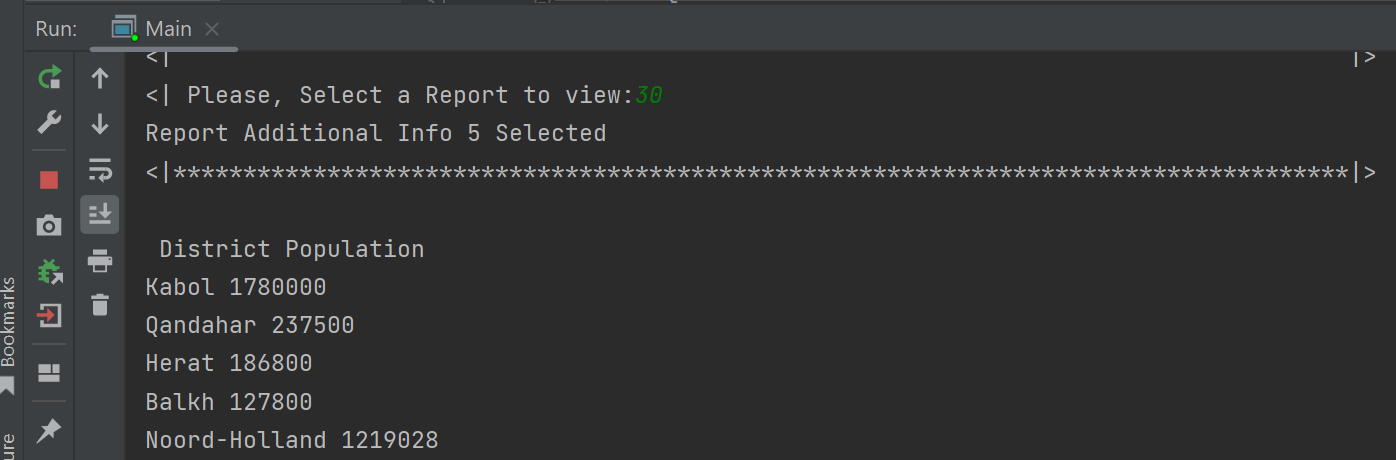 Run: Main
<| |>
<| Please, Select a Report to view:30
Report Additional Info 5 Selected
<|************************************************************************************|>
District Population
Kabol 1780000
Qandahar 237500
Herat 186800
Balkh 127800
Noord-Holland 1219028
Bookmarks